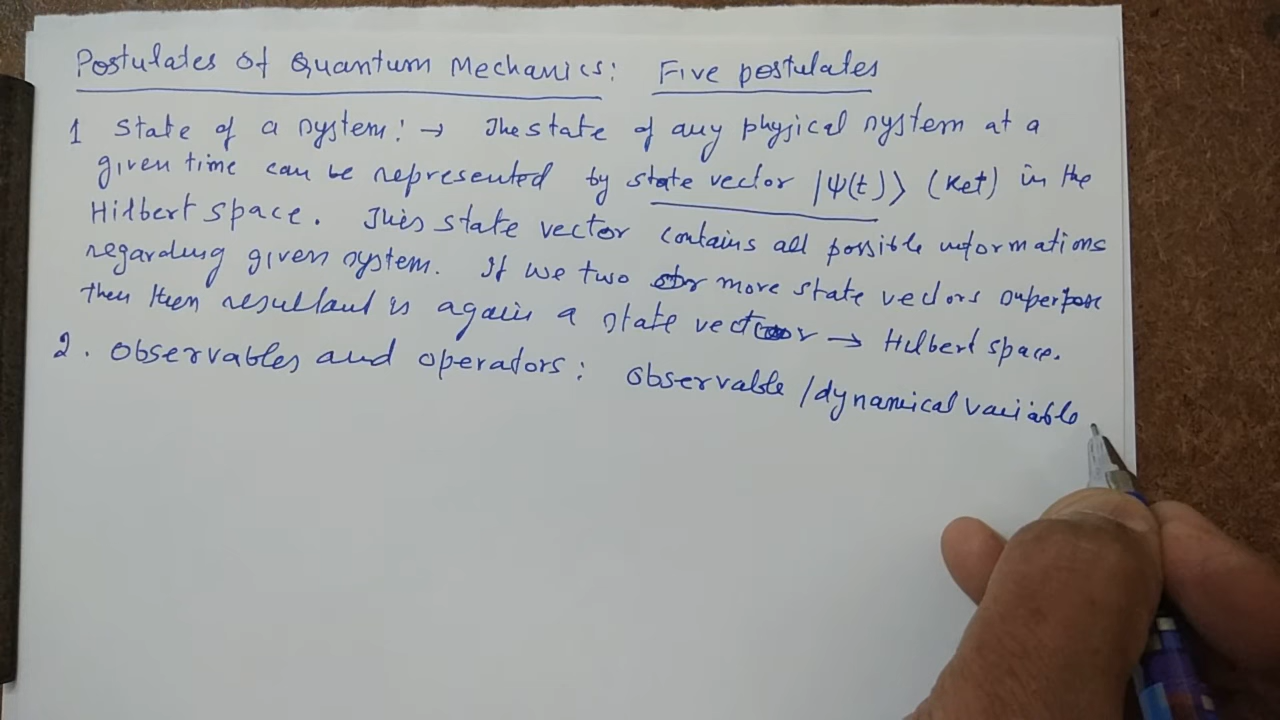 Postulates of Quantum Mechanics: Five postulates
1 State of a system: → The state of any physical system at a
given time can be represented by state vector |Ψ(t)⟩ (Ket) in the
Hilbert space. This state vector contains all possible informations
regarding given system. If we two or more state vectors superpose
then then resultant is again a state vector → Hilbert space.
2. Observables and operators: Observable /dynamical variable